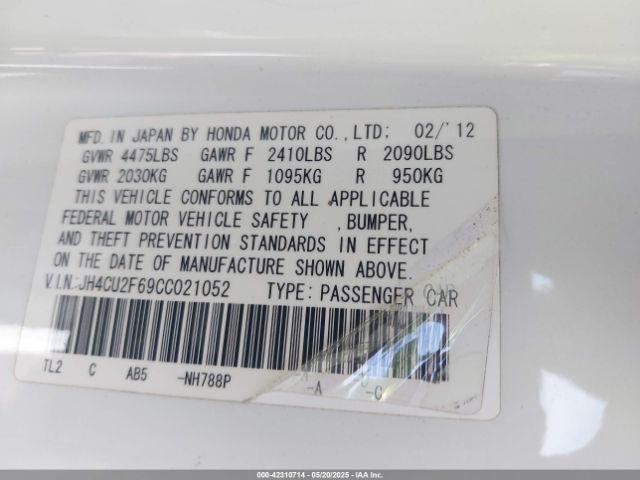 MFD. IN JAPAN BY HONDA MOTOR CO.,LTD; 02/'12
GVWR 4475LBS GAWR F 2410LBS R 2090LBS
GVWR 2030KG GAWR F 1095KG R 950KG
THIS VEHICLE CONFORMS TO ALL APPLICABLE
FEDERAL MOTOR VEHICLE SAFETY , BUMPER,
AND THEFT PREVENTION STANDARDS IN EFFECT
ON THE DATE OF MANUFACTURE SHOWN ABOVE.
V.I.N.:JH4CU2F69CC021052 TYPE: PASSENGER CAR
TL2 C AB5 -NH788P -A -C
000-42310714 - 05/20/2025 - IAA Inc.